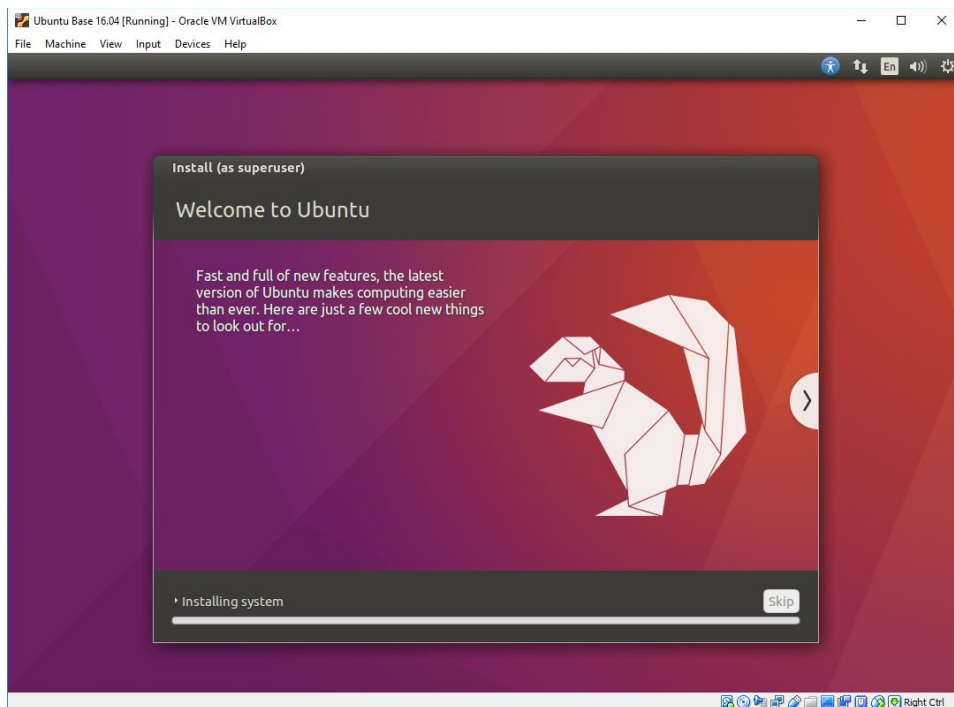 Ubuntu Base 16.04 [Running] - Oracle VM VirtualBox
File Machine View Input Devices Help
En
Install (as superuser)
Welcome to Ubuntu
Fast and full of new features, the latest
version of Ubuntu makes computing easier
than ever. Here are just a few cool new things
to look out for…
Installing system
Skip
Right Ctrl